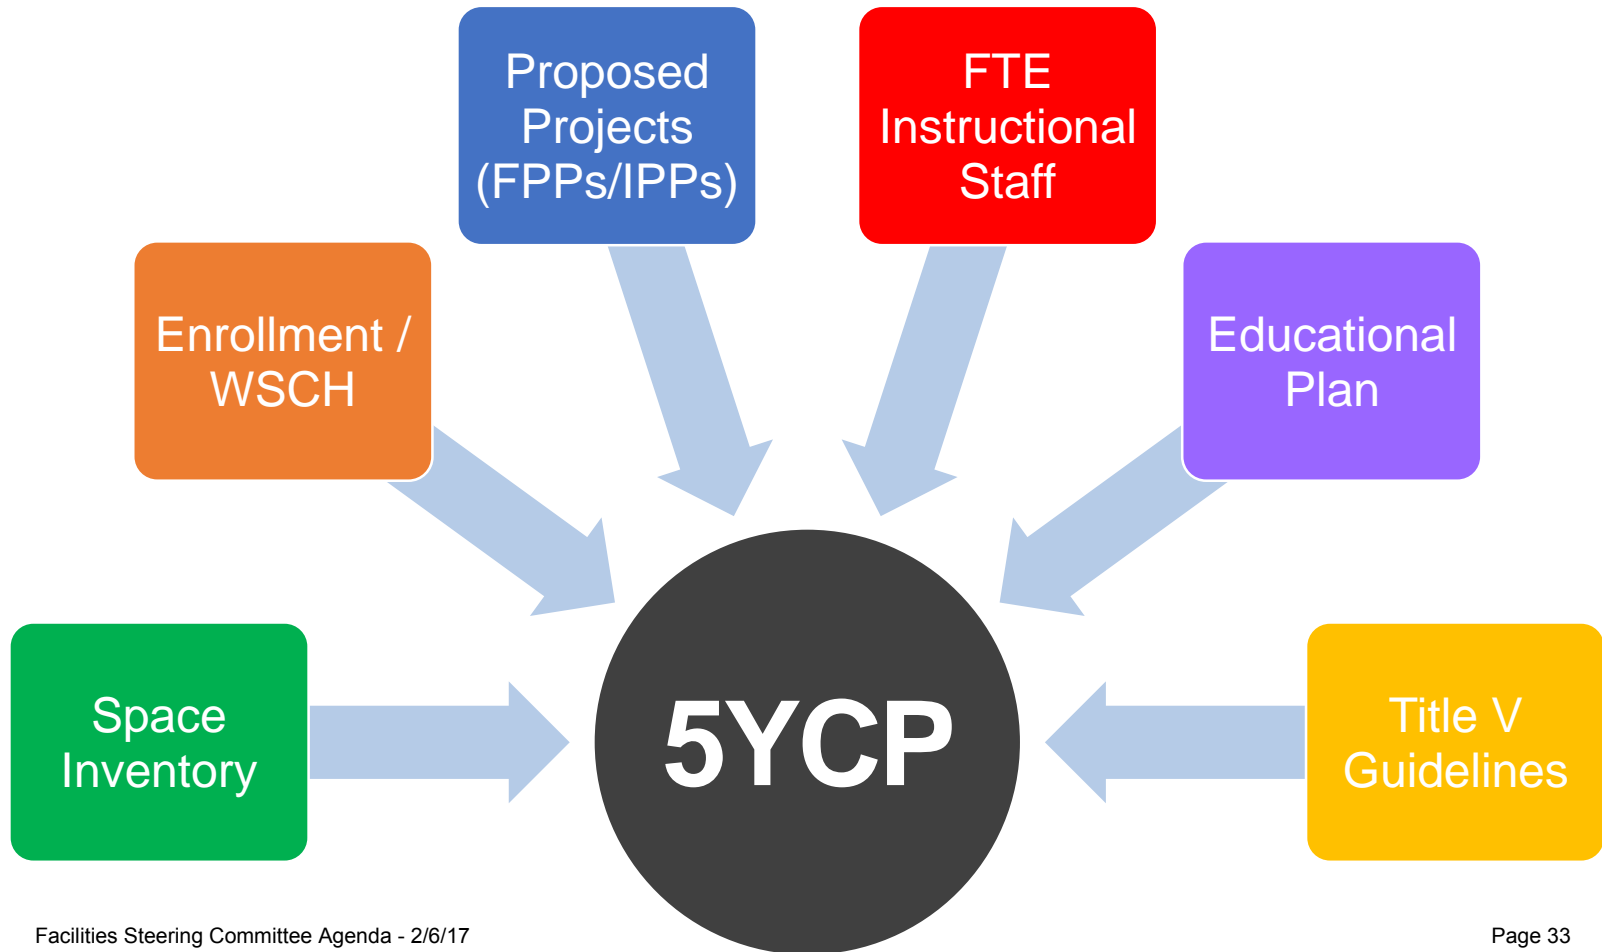 Proposed
Projects
(FPPs/IPPs)
FTE
Instructional
Staff
Enrollment /
WSCH
Educational
Plan
Space
Inventory
5YCP
Title V
Guidelines
Facilities Steering Committee Agenda - 2/6/17
Page 33